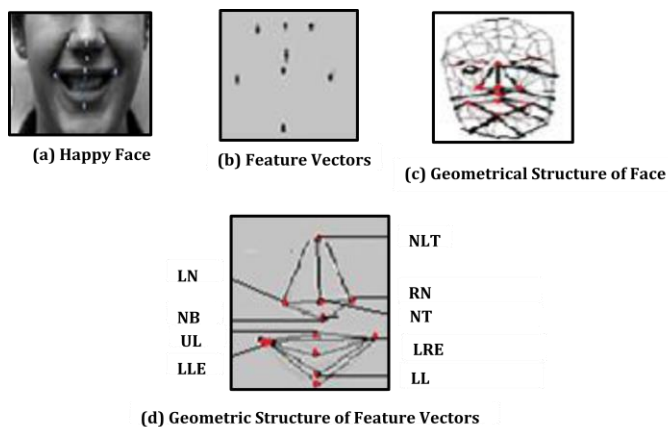 (a) Happy Face
(b) Feature Vectors
(c) Geometrical Structure of Face
NLT
LN
RN
NB
NT
UL
LRE
LLE
LL
(d) Geometric Structure of Feature Vectors